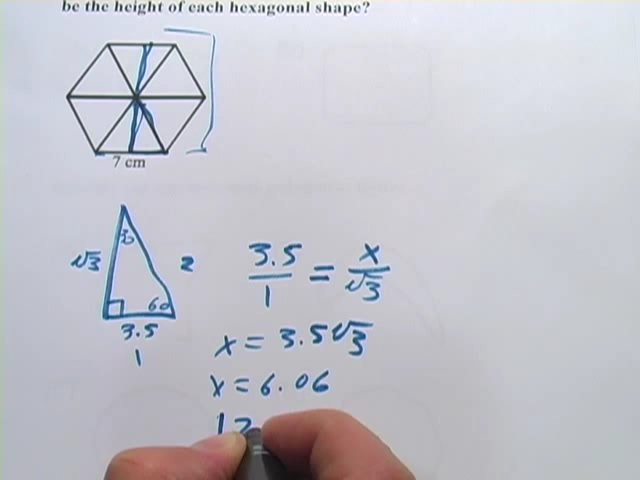 be the height of each hexagonal shape?
7 cm
30
√3
2
60
3.5
1
3.5/1 = x/√3
x = 3.5√3
x = 6.06
12